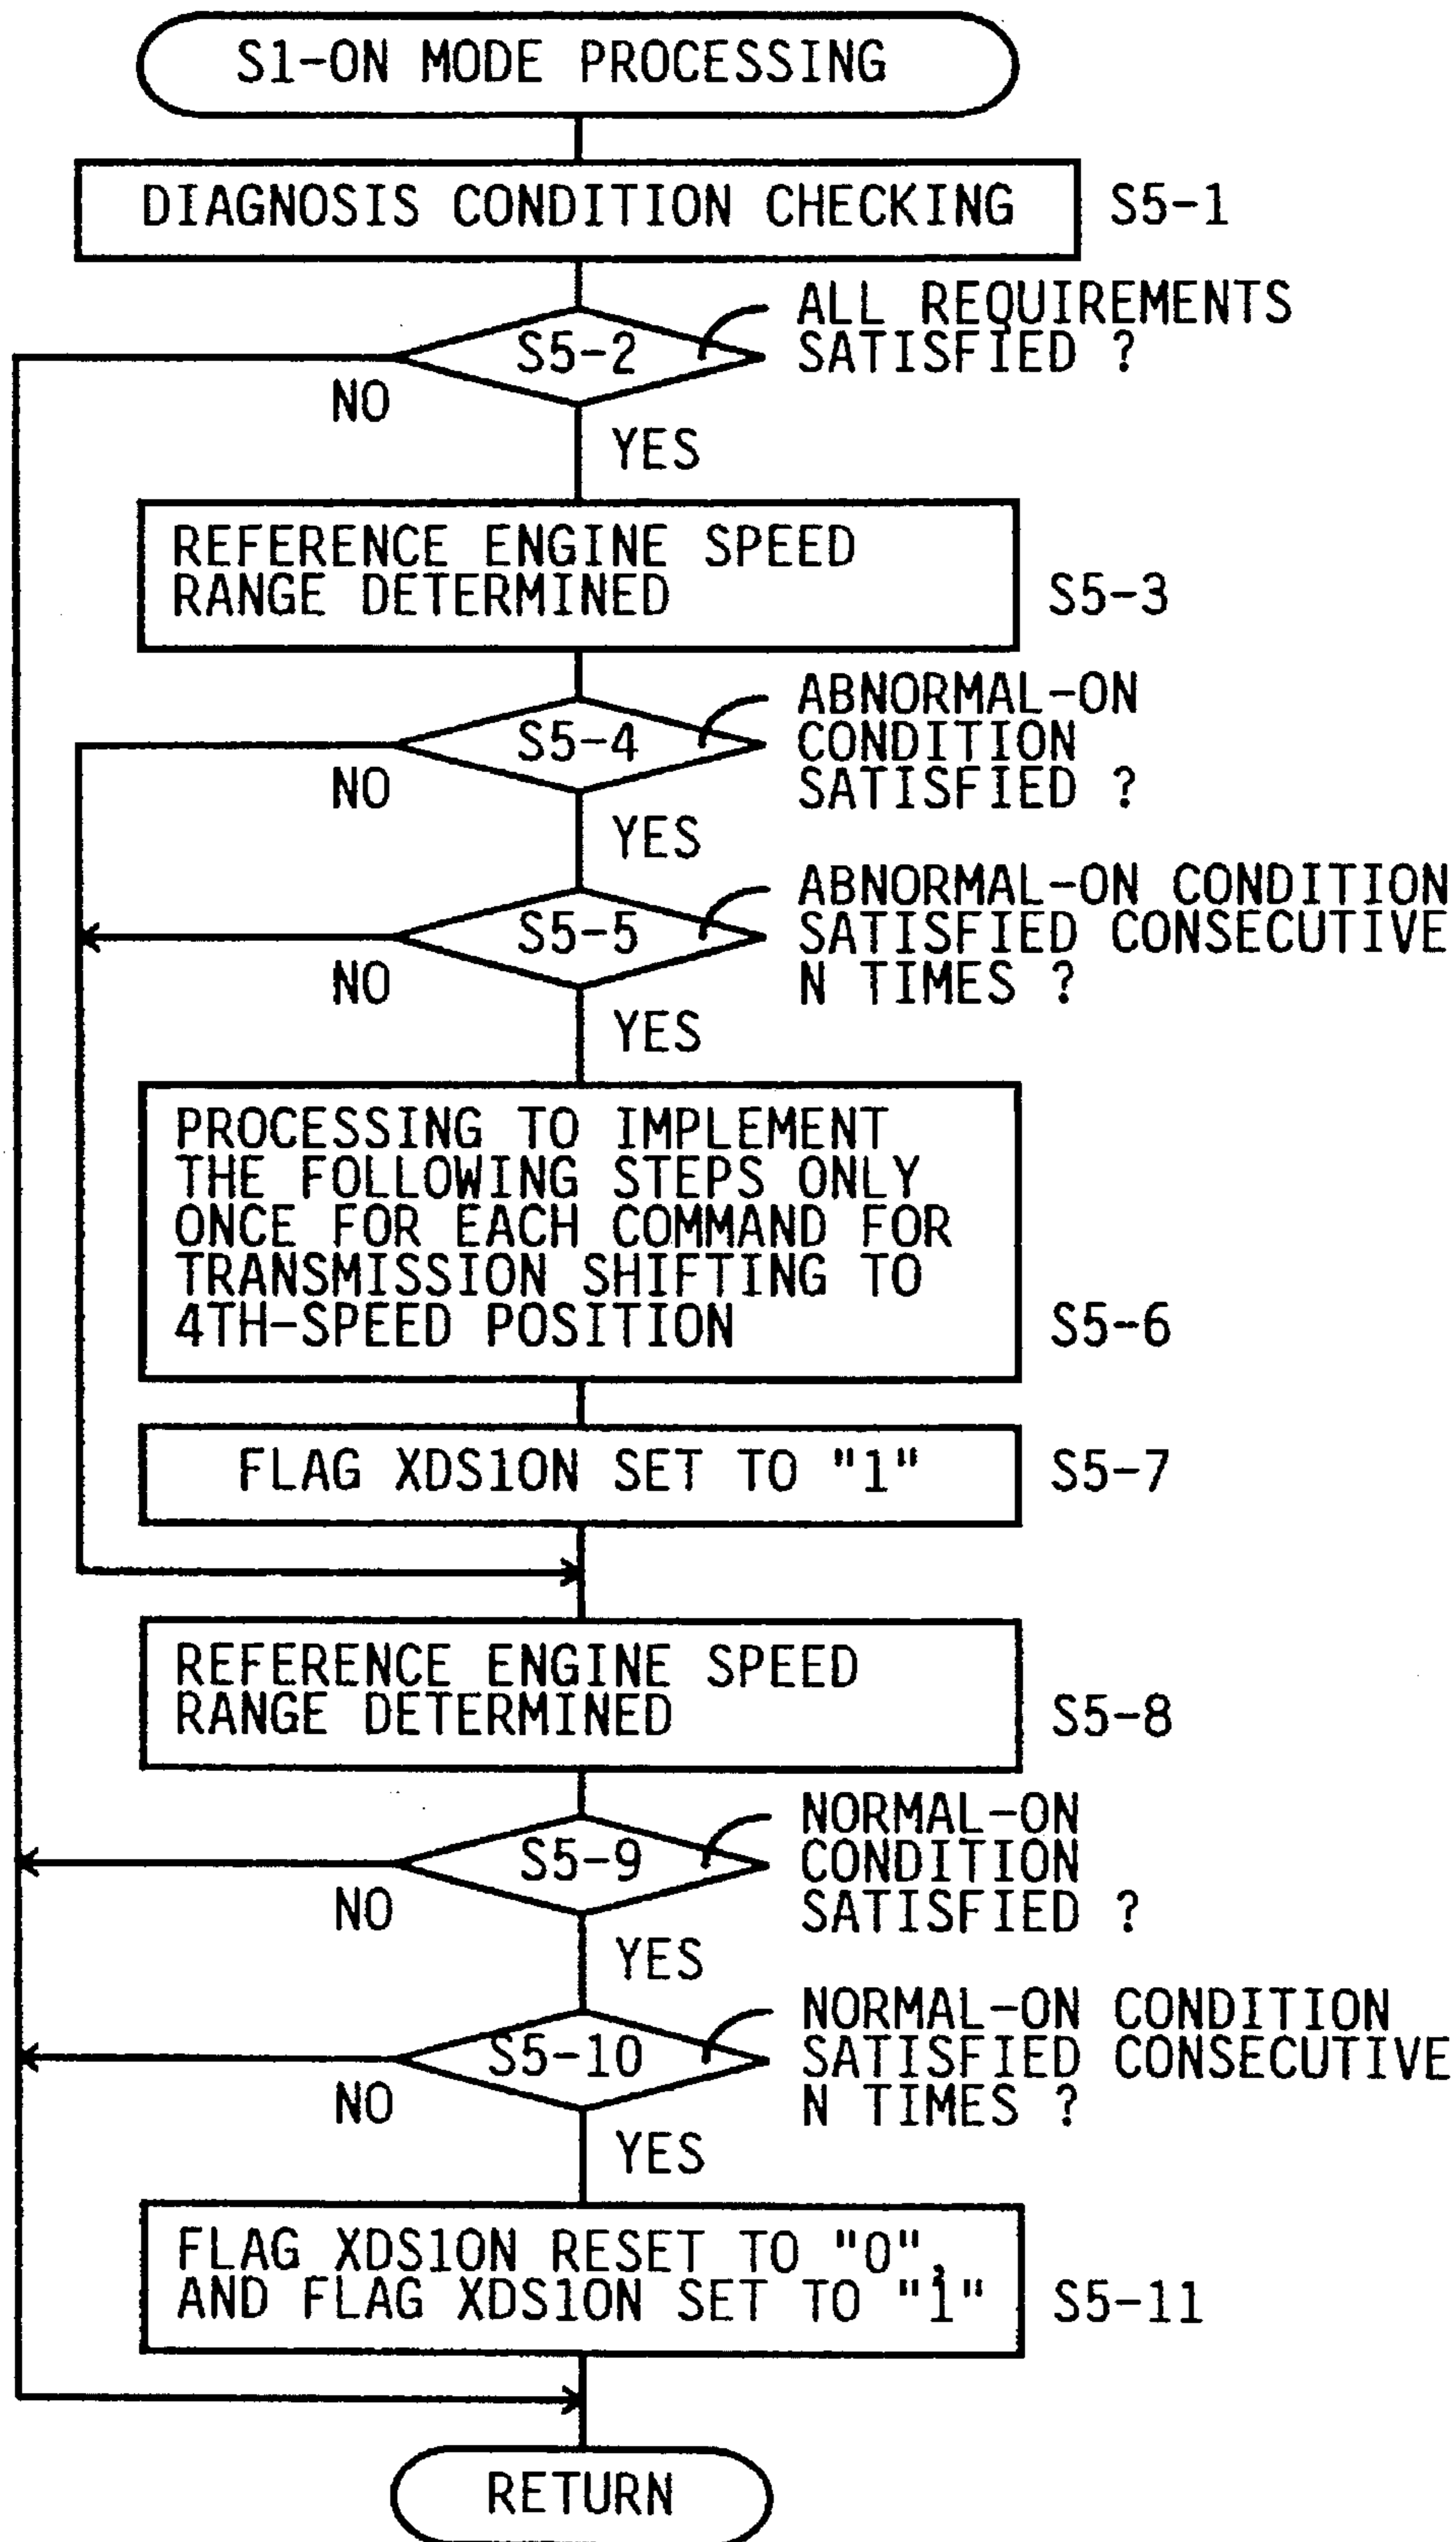 S1-ON MODE PROCESSING
DIAGNOSIS CONDITION CHECKING
S5-1
ALL REQUIREMENTS
SATISFIED ?
S5-2
NO
YES
REFERENCE ENGINE SPEED
RANGE DETERMINED
S5-3
ABNORMAL-ON
CONDITION
SATISFIED ?
S5-4
NO
YES
ABNORMAL-ON CONDITION
SATISFIED CONSECUTIVE
N TIMES ?
S5-5
NO
YES
PROCESSING TO IMPLEMENT
THE FOLLOWING STEPS ONLY
ONCE FOR EACH COMMAND FOR
TRANSMISSION SHIFTING TO
4TH-SPEED POSITION
S5-6
FLAG XDS1ON SET TO "1"
S5-7
REFERENCE ENGINE SPEED
RANGE DETERMINED
S5-8
NORMAL-ON
CONDITION
SATISFIED ?
S5-9
NO
YES
NORMAL-ON CONDITION
SATISFIED CONSECUTIVE
N TIMES ?
S5-10
NO
YES
FLAG XDS1ON RESET TO "0",
AND FLAG XDS1ON SET TO "1"
S5-11
RETURN